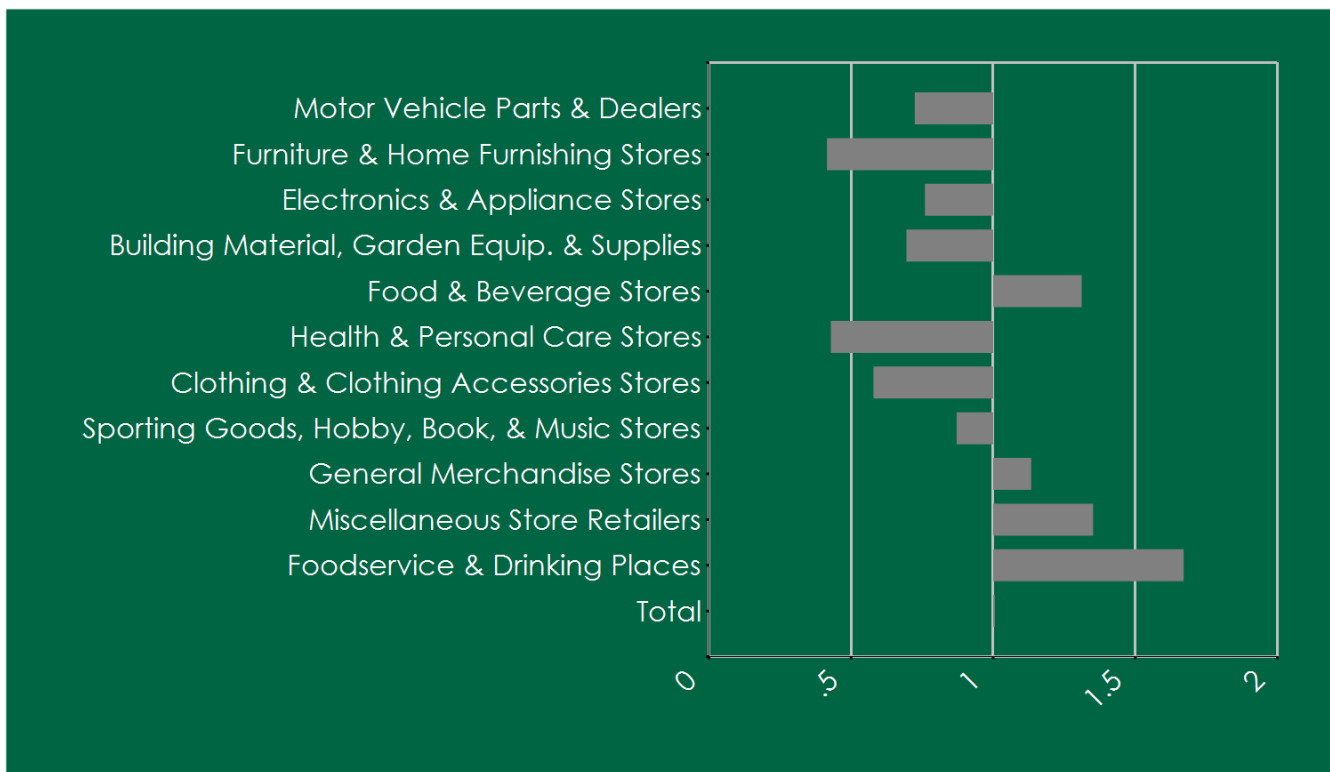 Motor Vehicle Parts & Dealers
Furniture & Home Furnishing Stores
Electronics & Appliance Stores
Building Material, Garden Equip. & Supplies
Food & Beverage Stores
Health & Personal Care Stores
Clothing & Clothing Accessories Stores
Sporting Goods, Hobby, Book, & Music Stores
General Merchandise Stores
Miscellaneous Store Retailers
Foodservice & Drinking Places
Total
0 .5 1 1.5 2